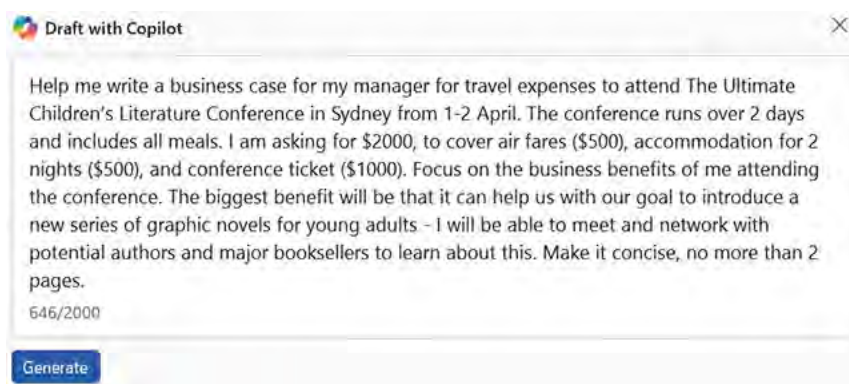 Draft with Copilot
Help me write a business case for my manager for travel expenses to attend The Ultimate
Children's Literature Conference in Sydney from 1-2 April. The conference runs over 2 days
and includes all meals. I am asking for $2000, to cover air fares ($500), accommodation for 2
nights ($500), and conference ticket ($1000). Focus on the business benefits of me attending
the conference. The biggest benefit will be that it can help us with our goal to introduce a
new series of graphic novels for young adults - I will be able to meet and network with
potential authors and major booksellers to learn about this. Make it concise, no more than 2
pages.
646/2000
Generate